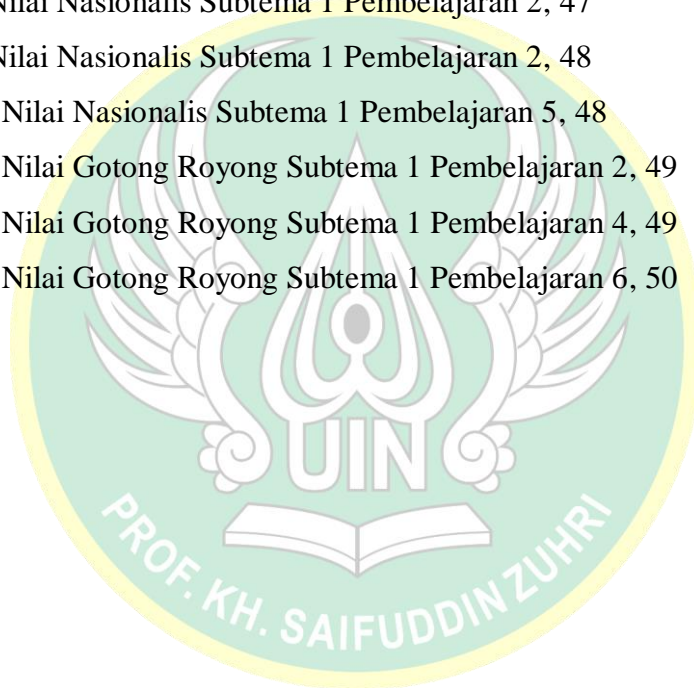 Nilai Nasionalis Subtema 1 Pembelajaran 2, 47
Nilai Nasionalis Subtema 1 Pembelajaran 2, 48
Nilai Nasionalis Subtema 1 Pembelajaran 5, 48
Nilai Gotong Royong Subtema 1 Pembelajaran 2, 49
Nilai Gotong Royong Subtema 1 Pembelajaran 4, 49
Nilai Gotong Royong Subtema 1 Pembelajaran 6, 50
UIN
PROF. KH. SAIFUDDIN ZUHRI